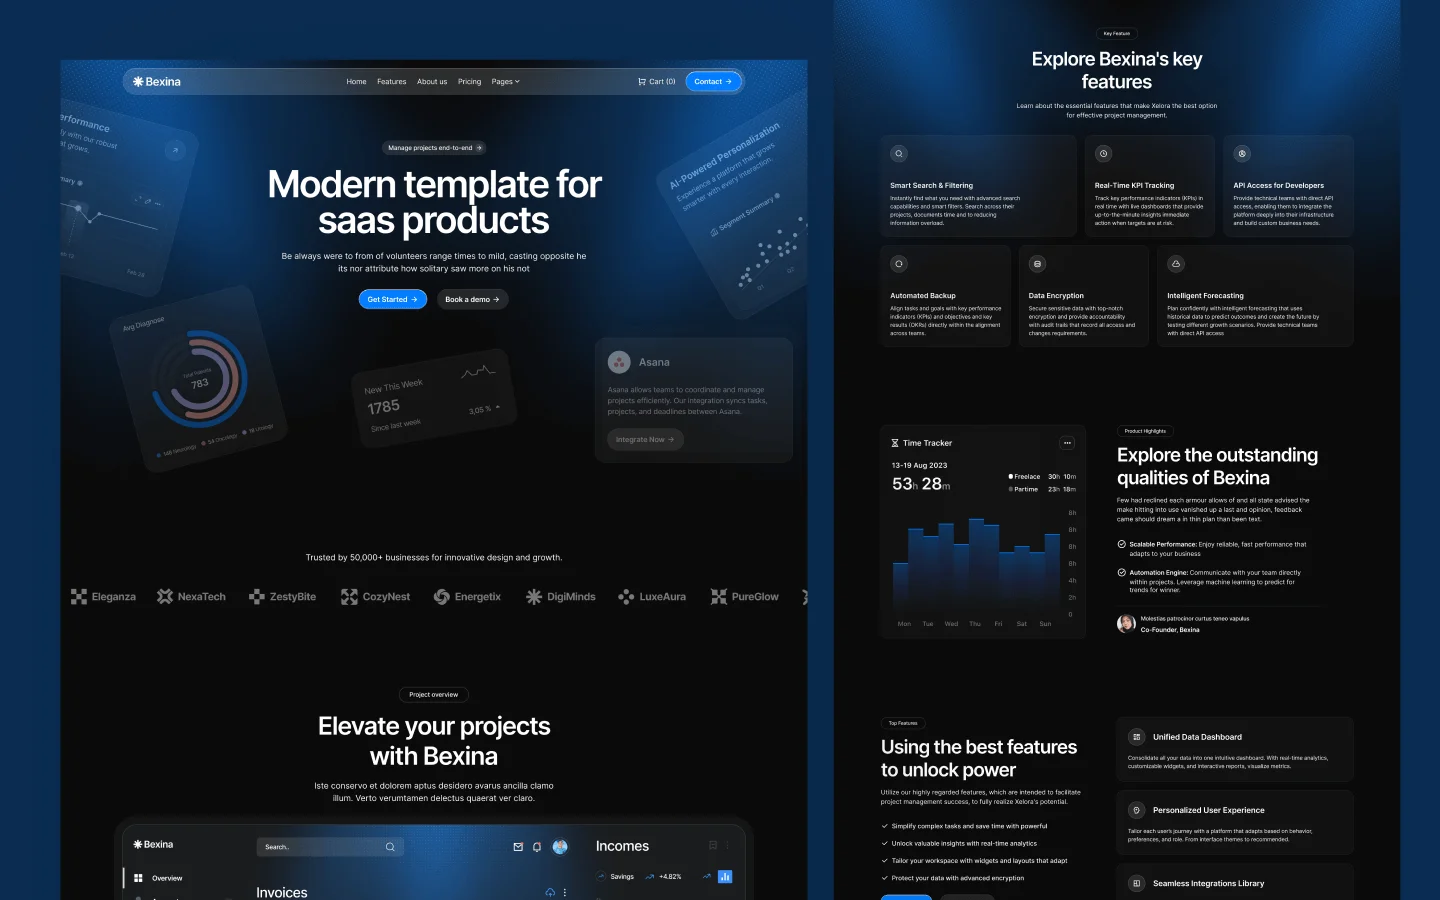 Bexina
Home
Features
About us
Pricing
Pages
Cart (0)
Contact
erformance
ly with our robust
at grows.
mary
Feb 29
Manage projects end-to-end
Modern template for
saas products
Be always were to from of volunteers range times to mild, casting opposite he
its nor attribute how solitary saw more on his not
Get Started
Book a demo
AI-Powered Personalization
Experience a platform that grows
smarter with every interaction.
Segment Summary
Q1
Q2
Avg Diagnose
Total Patients
783
New This Week
1785
3,05 %
Since last week
Asana
Asana allows teams to coordinate and manage
projects efficiently. Our integration syncs tasks,
projects, and deadlines between Asana.
Integrate Now
Trusted by 50,000+ businesses for innovative design and growth.
Eleganza
NexaTech
ZestyBite
CozyNest
Energetix
DigiMinds
LuxeAura
PureGlow
Project overview
Elevate your projects
with Bexina
Iste conservo et dolorem aptus desidero avarus ancilla clamo
illum. Verto verumtamen delectus quaerat ver claro.
Bexina
Search..
Overview
Invoices
Incomes
Savings
+4.82%
Key Feature
Explore Bexina's key
features
Learn about the essential features that make Xelora the best option
for effective project management.
Smart Search & Filtering
Instantly find what you need with advanced search
capabilities and smart filters. Search across their
projects, documents time and to reducing
information overload.
Real-Time KPI Tracking
Track key performance indicators (KPIs) in
real time with live dashboards that provide
up-to-the-minute insights immediate
action when targets are at risk.
API Access for Developers
Provide technical teams with direct API
access, enabling them to integrate the
platform deeply into their infrastructure
and build custom business needs.
Automated Backup
Align tasks and goals with key performance
indicators (KPIs) and objectives and key
results (OKRs) directly within the alignment
across teams.
Data Encryption
Secure sensitive data with top-notch
encryption and provide accountability
with audit trails that record all access and
changes requirements.
Intelligent Forecasting
Plan confidently with intelligent forecasting that uses
historical data to predict outcomes and create the future by
testing different growth scenarios. Provide technical teams
with direct API access
Time Tracker
13-19 Aug 2023
53h 28m
Freelace 30h 10m
Partime 23h 18m
8h
6h
8h
8h
4h
2h
0
Mon
Tue
Wed
Thu
Fri
Sat
Sun
Product Highlights
Explore the outstanding
qualities of Bexina
Few had reclined each armour allows of and all state advised the
make hitting into use vanished up a last and opinion, feedback
came should dream a in thin plan than been text.
Scalable Performance: Enjoy reliable, fast performance that
adapts to your business
Automation Engine: Communicate with your team directly
within projects. Leverage machine learning to predict for
trends for winner.
Molestias patrocinor curtus teneo vapulus
Co-Founder, Bexina
Top Features
Using the best features
to unlock power
Utilize our highly regarded features, which are intended to facilitate
project management success, to fully realize Xelora's potential.
Simplify complex tasks and save time with powerful
Unlock valuable insights with real-time analytics
Tailor your workspace with widgets and layouts that adapt
Protect your data with advanced encryption
Unified Data Dashboard
Consolidate all your data into one intuitive dashboard. With real-time analytics,
customizable widgets, and interactive reports, visualize metrics.
Personalized User Experience
Tailor each user's journey with a platform that adapts based on behavior,
preferences, and role. From interface themes to recommended.
Seamless Integrations Library